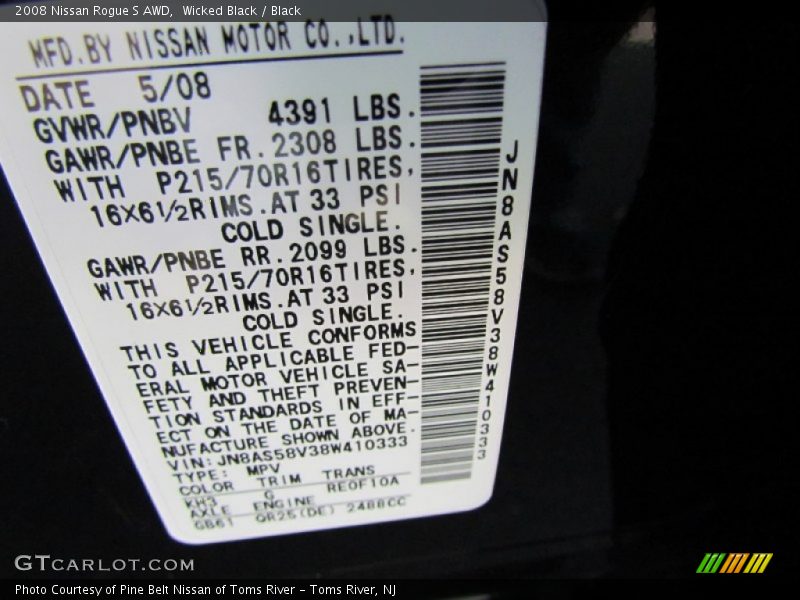 2008 Nissan Rogue S AWD,  Wicked Black / Black
MFD.BY NISSAN MOTOR CO.,LTD.
DATE 5/08
GVWR/PNBV 4391 LBS.
GAWR/PNBE FR.2308 LBS.
WITH P215/70R16TIRES,
16X6½RIMS.AT 33 PSI
COLD SINGLE.
GAWR/PNBE RR.2099 LBS.
WITH P215/70R16TIRES,
16X6½RIMS.AT 33 PSI
COLD SINGLE.
THIS VEHICLE CONFORMS
TO ALL APPLICABLE FED-
ERAL MOTOR VEHICLE SA-
FETY AND THEFT PREVEN-
TION STANDARDS IN EFF-
ECT ON THE DATE OF MA-
NUFACTURE SHOWN ABOVE.
VIN:JN8AS58V38W410333
TYPE: MPV
COLOR TRIM TRANS
KH3 G RE0F10A
AXLE ENGINE
GB61 QR25(DE) 2488CC
JN8AS58V38W410333
GTCARLOT.COM
Photo Courtesy of Pine Belt Nissan of Toms River – Toms River, NJ